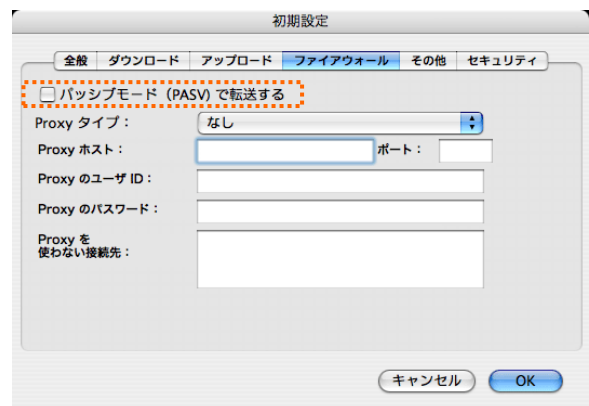 初期設定
全般 ダウンロード アップロード ファイアウォール その他 セキュリティ
パッシブモード（PASV）で転送する
Proxy タイプ： なし
Proxy ホスト： ポート：
Proxy のユーザ ID：
Proxy のパスワード：
Proxy を
使わない接続先：
キャンセル OK